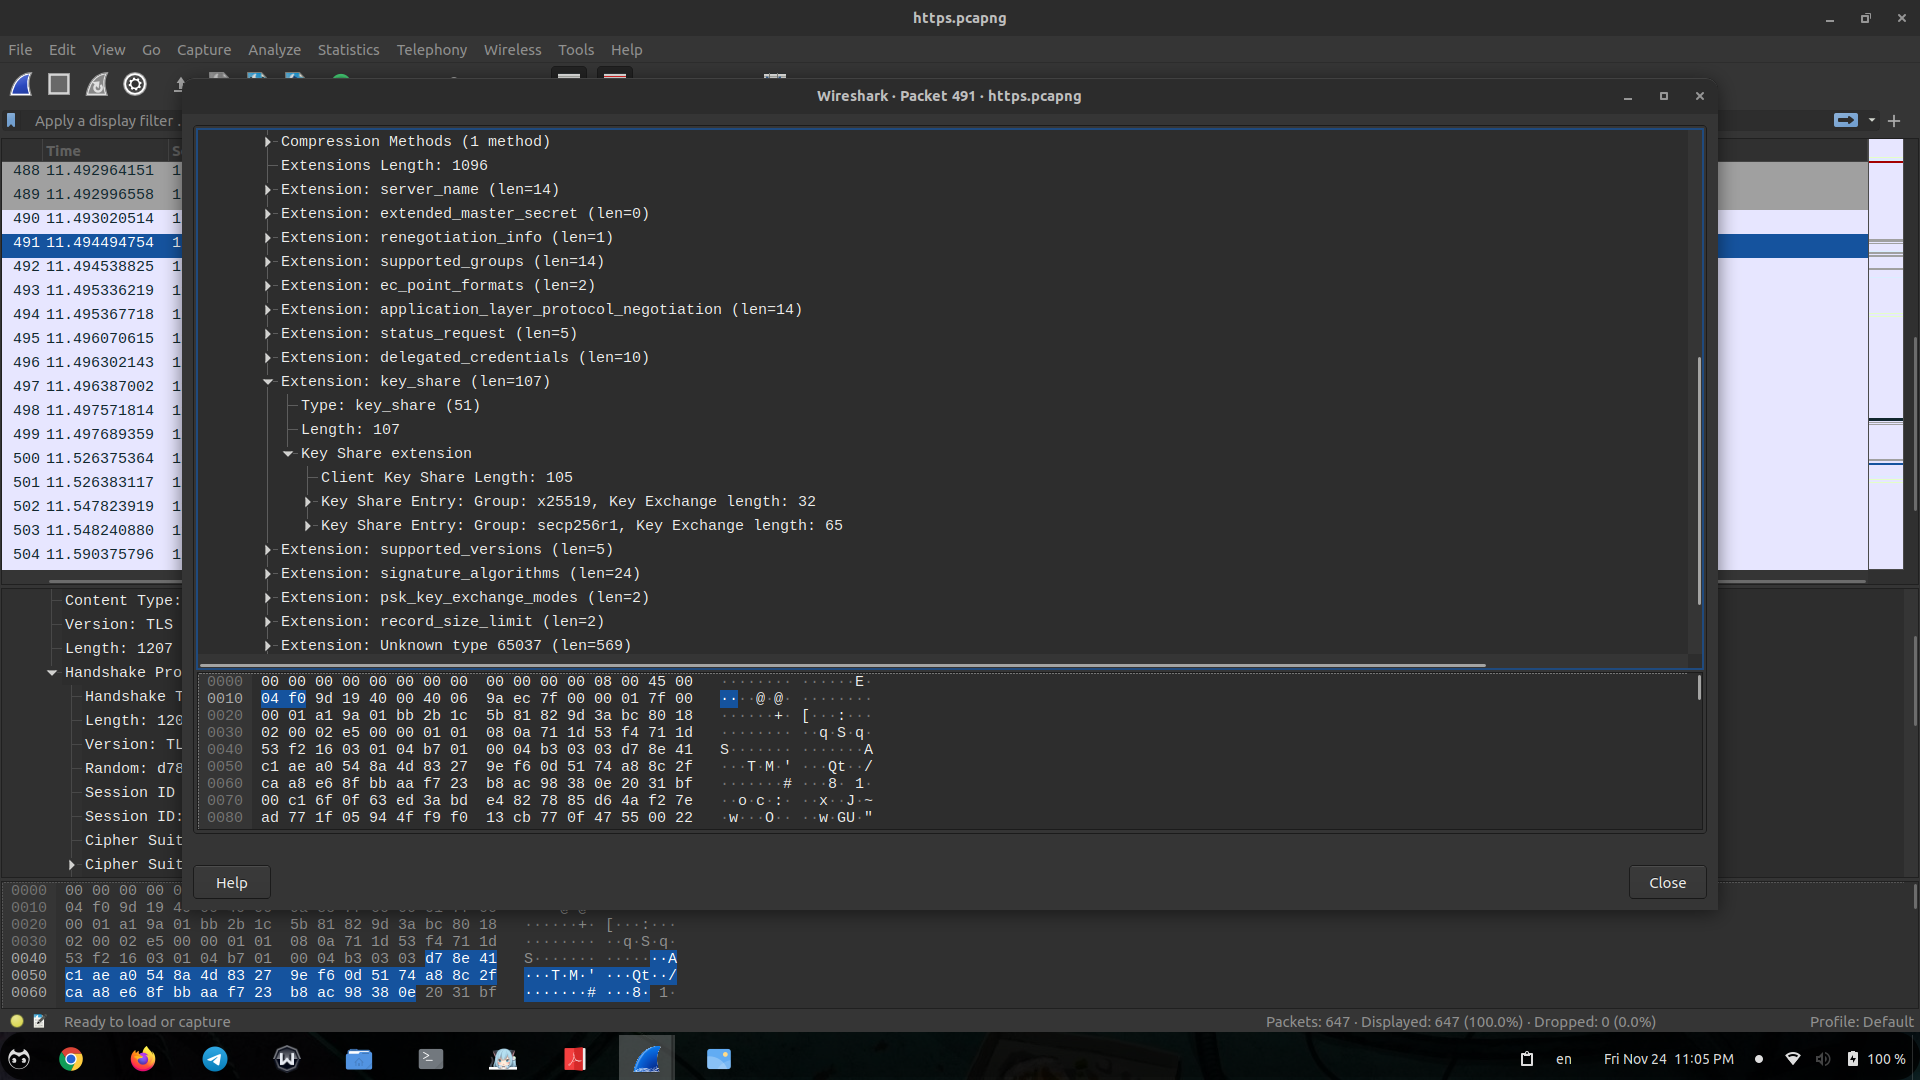 https.pcapng
File Edit View Go Capture Analyze Statistics Telephony Wireless Tools Help
Wireshark · Packet 491 · https.pcapng
Apply a display filter
Time
488 11.492964151 1
489 11.492996558 1
490 11.493020514 1
491 11.494494754 1
492 11.494538825 1
493 11.495336219 1
494 11.495367718 1
495 11.496070615 1
496 11.496302143 1
497 11.496387002 1
498 11.497571814 1
499 11.497689359 1
500 11.526375364 1
501 11.526383117 1
502 11.547823919 1
503 11.548240880 1
504 11.590375796 1
Compression Methods (1 method)
Extensions Length: 1096
Extension: server_name (len=14)
Extension: extended_master_secret (len=0)
Extension: renegotiation_info (len=1)
Extension: supported_groups (len=14)
Extension: ec_point_formats (len=2)
Extension: application_layer_protocol_negotiation (len=14)
Extension: status_request (len=5)
Extension: delegated_credentials (len=10)
Extension: key_share (len=107)
Type: key_share (51)
Length: 107
Key Share extension
Client Key Share Length: 105
Key Share Entry: Group: x25519, Key Exchange length: 32
Key Share Entry: Group: secp256r1, Key Exchange length: 65
Extension: supported_versions (len=5)
Extension: signature_algorithms (len=24)
Extension: psk_key_exchange_modes (len=2)
Extension: record_size_limit (len=2)
Extension: Unknown type 65037 (len=569)
0000 00 00 00 00 00 00 00 00 00 00 00 00 08 00 45 00 ········ ······E·
0010 04 f0 9d 19 40 00 40 06 9a ec 7f 00 00 01 7f 00 ····@·@· ········
0020 00 01 a1 9a 01 bb 2b 1c 5b 81 82 9d 3a bc 80 18 ······+· [···:···
0030 02 00 02 e5 00 00 01 01 08 0a 71 1d 53 f4 71 1d ········ ··q·S·q·
0040 53 f2 16 03 01 04 b7 01 00 04 b3 03 03 d7 8e 41 S······· ·······A
0050 c1 ae a0 54 8a 4d 83 27 9e f6 0d 51 74 a8 8c 2f ···T·M·' ···Qt··/
0060 ca a8 e6 8f bb aa f7 23 b8 ac 98 38 0e 20 31 bf ·······# ···8· 1·
0070 00 c1 6f 0f 63 ed 3a bd e4 82 78 85 d6 4a f2 7e ··o·c·:· ··x··J·~
0080 ad 77 1f 05 94 4f f9 f0 13 cb 77 0f 47 55 00 22 ·w···O·· ··w·GU·"
Help
Close
Content Type:
Version: TLS
Length: 1207
Handshake Pro
Handshake T
Length: 120
Version: TL
Random: d78
Session ID
Session ID:
Cipher Suit
Cipher Suit
0000 00 00 00 00 0
0010 04 f0 9d 19 4
0020 00 01 a1 9a 01 bb 2b 1c 5b 81 82 9d 3a bc 80 18 ······+· [···:···
0030 02 00 02 e5 00 00 01 01 08 0a 71 1d 53 f4 71 1d ········ ··q·S·q·
0040 53 f2 16 03 01 04 b7 01 00 04 b3 03 03 d7 8e 41 S······· ·······A
0050 c1 ae a0 54 8a 4d 83 27 9e f6 0d 51 74 a8 8c 2f ···T·M·' ···Qt··/
0060 ca a8 e6 8f bb aa f7 23 b8 ac 98 38 0e 20 31 bf ·······# ···8· 1·
Ready to load or capture
Packets: 647 · Displayed: 647 (100.0%) · Dropped: 0 (0.0%)
Profile: Default
en
Fri Nov 24 11:05 PM
100 %